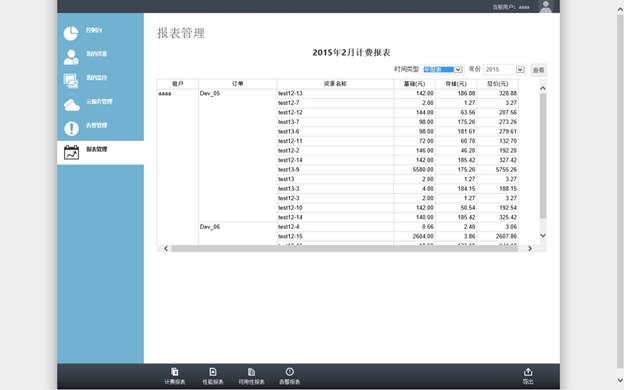 当前用户: aaaa
控制台
我的资源
我的监控
云服务管理
告警管理
报表管理
报表管理
2015年2月计费报表
时间类型 年份 2015 查看
租户 订单 资源名称 基础(元) 存储(元) 总价(元)
aaaa Dev_05 test12-13 142.00 186.88 328.88
test12-7 2.00 1.27 3.27
test12-12 144.00 63.56 207.56
test13-7 98.00 175.26 273.26
test13-6 98.00 181.61 279.61
test12-11 72.00 60.70 132.70
test12-2 146.00 46.20 192.20
test12-14 142.00 185.42 327.42
test13-9 5580.00 175.26 5755.26
test13 2.00 1.27 3.27
test13-3 4.00 184.15 188.15
test12-3 2.00 1.27 3.27
test12-10 142.00 50.54 192.54
test12-14 140.00 185.42 325.42
Dev_06 test12-4 0.66 2.40 3.06
test12-15 2604.00 3.86 2607.86
计费报表 性能报表 可用性报表 告警报表 导出